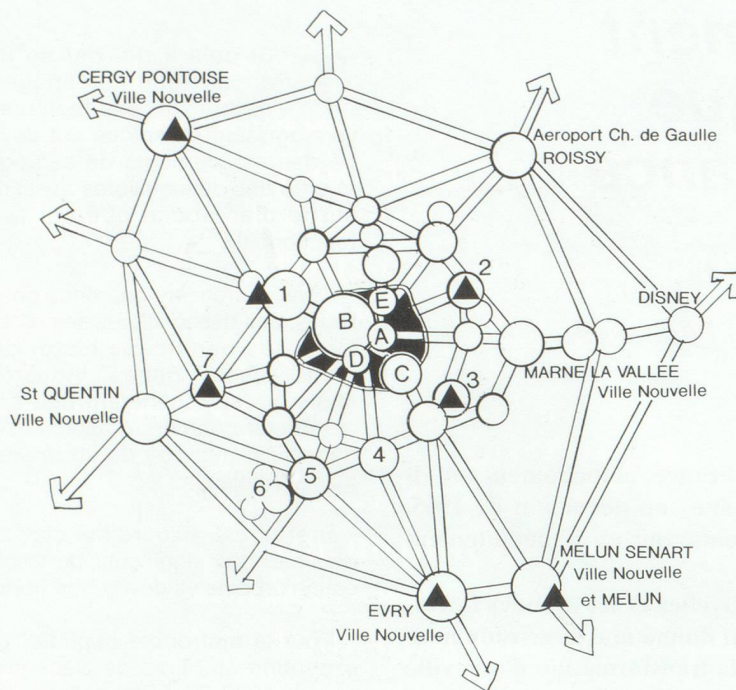 CERGY PONTOISE
Ville Nouvelle
Aeroport Ch. de Gaulle
ROISSY
1
2
E
DISNEY
B
A
D
C
MARNE LA VALLEE
Ville Nouvelle
7
St QUENTIN
Ville Nouvelle
3
4
5
6
MELUN SENART
Ville Nouvelle
et MELUN
EVRY
Ville Nouvelle